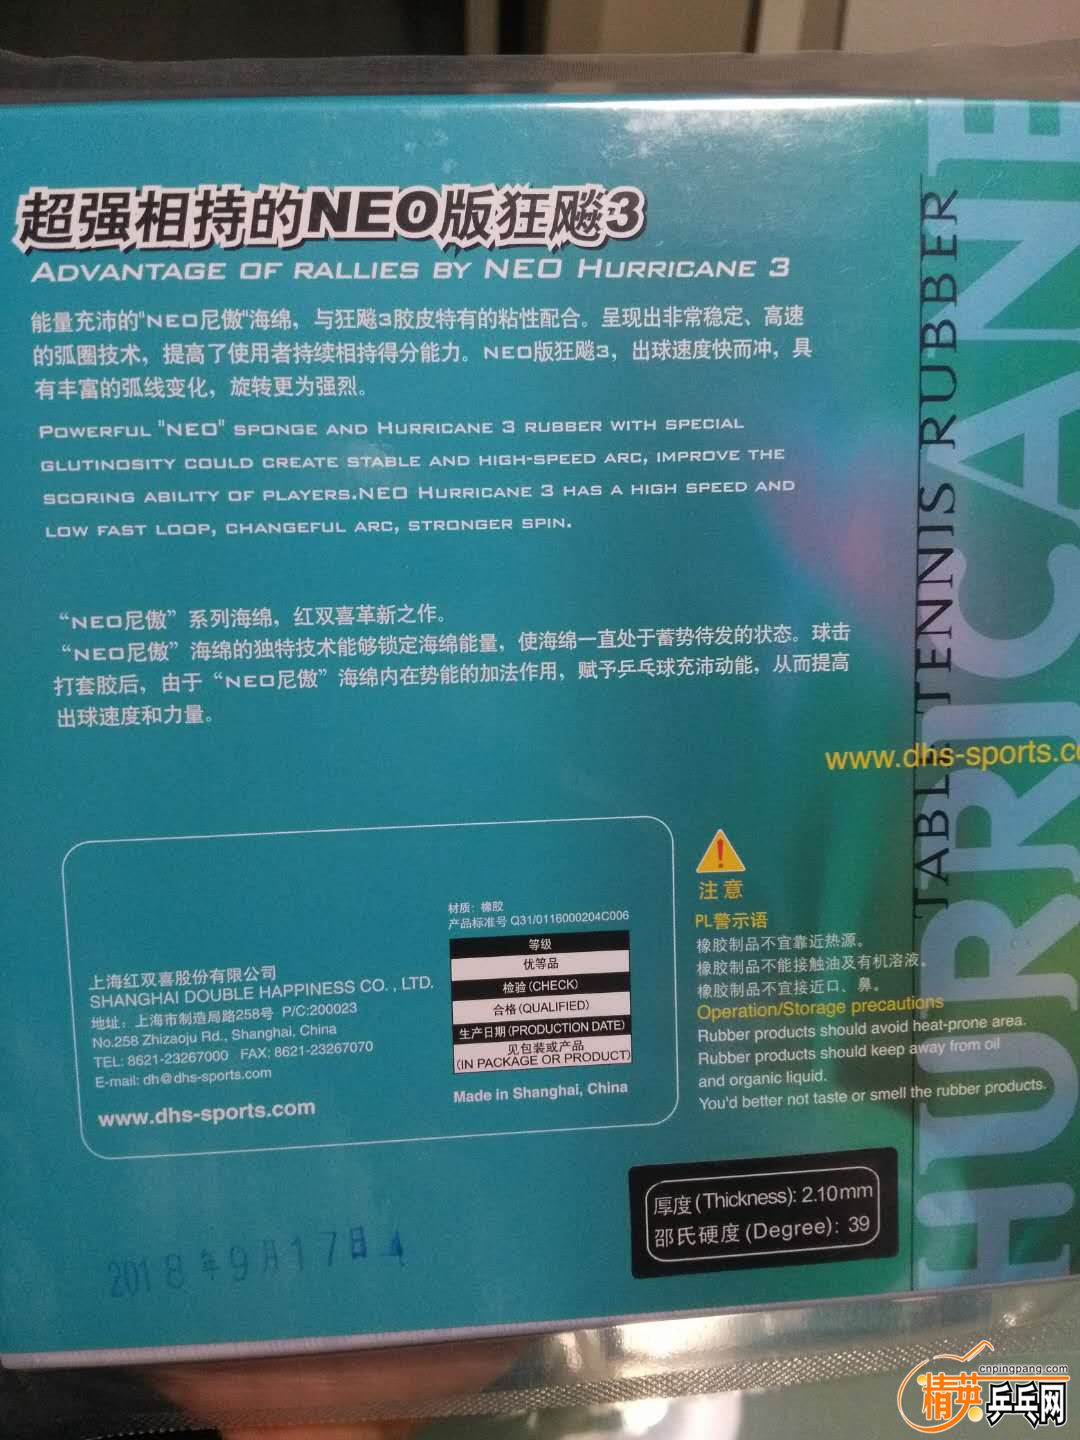 超强相持的NEO版狂飚3
ADVANTAGE OF RALLIES BY NEO HURRICANE 3
能量充沛的"NEO尼傲"海绵，与狂飚3胶皮特有的粘性配合。呈现出非常稳定、高速
的弧圈技术，提高了使用者持续相持得分能力。NEO版狂飚3，出球速度快而冲，具
有丰富的弧线变化，旋转更为强烈。
POWERFUL "NEO" SPONGE AND HURRICANE 3 RUBBER WITH SPECIAL
GLUTINOSITY COULD CREATE STABLE AND HIGH-SPEED ARC, IMPROVE THE
SCORING ABILITY OF PLAYERS.NEO HURRICANE 3 HAS A HIGH SPEED AND
LOW FAST LOOP, CHANGEFUL ARC, STRONGER SPIN.
“NEO尼傲”系列海绵，红双喜革新之作。
“NEO尼傲”海绵的独特技术能够锁定海绵能量，使海绵一直处于蓄势待发的状态。球击
打套胶后，由于“NEO尼傲”海绵内在势能的加法作用，赋予乒乓球充沛动能，从而提高
出球速度和力量。
www.dhs-sports.co
HURRICANE
TABLE TENNIS RUBBER
上海红双喜股份有限公司
SHANGHAI DOUBLE HAPPINESS CO. , LTD.
地址：上海市制造局路258号 P/C:200023
No.258 Zhizaoju Rd., Shanghai, China
TEL: 8621-23267000 FAX: 8621-23267070
E-mail: dh@dhs-sports.com
www.dhs-sports.com
材质：橡胶
产品标准号 Q31/0116000204C006
等级
优等品
检验(CHECK)
合格(QUALIFIED)
生产日期(PRODUCTION DATE)
见包装或产品
(IN PACKAGE OR PRODUCT)
Made in Shanghai, China
注意
PL警示语
橡胶制品不宜靠近热源。
橡胶制品不能接触油及有机溶液。
橡胶制品不宜接近口、鼻。
Operation/Storage precautions
Rubber products should avoid heat-prone area.
Rubber products should keep away from oil
and organic liquid.
You'd better not taste or smell the rubber products.
厚度(Thickness): 2.10mm
邵氏硬度(Degree): 39
2018年9月17日
cnpingpang.com
精英乒乓网